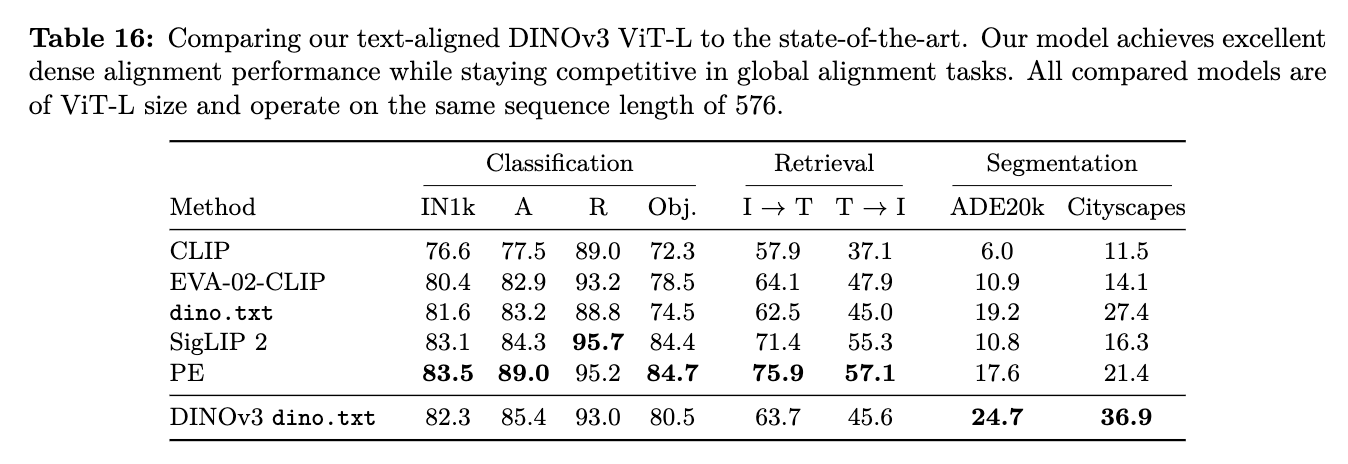 Table 16: Comparing our text-aligned DINOv3 ViT-L to the state-of-the-art. Our model achieves excellent
dense alignment performance while staying competitive in global alignment tasks. All compared models are
of ViT-L size and operate on the same sequence length of 576.
Classification Retrieval Segmentation
Method IN1k A R Obj. I → T T → I ADE20k Cityscapes
CLIP 76.6 77.5 89.0 72.3 57.9 37.1 6.0 11.5
EVA-02-CLIP 80.4 82.9 93.2 78.5 64.1 47.9 10.9 14.1
dino.txt 81.6 83.2 88.8 74.5 62.5 45.0 19.2 27.4
SigLIP 2 83.1 84.3 95.7 84.4 71.4 55.3 10.8 16.3
PE 83.5 89.0 95.2 84.7 75.9 57.1 17.6 21.4
DINOv3 dino.txt 82.3 85.4 93.0 80.5 63.7 45.6 24.7 36.9